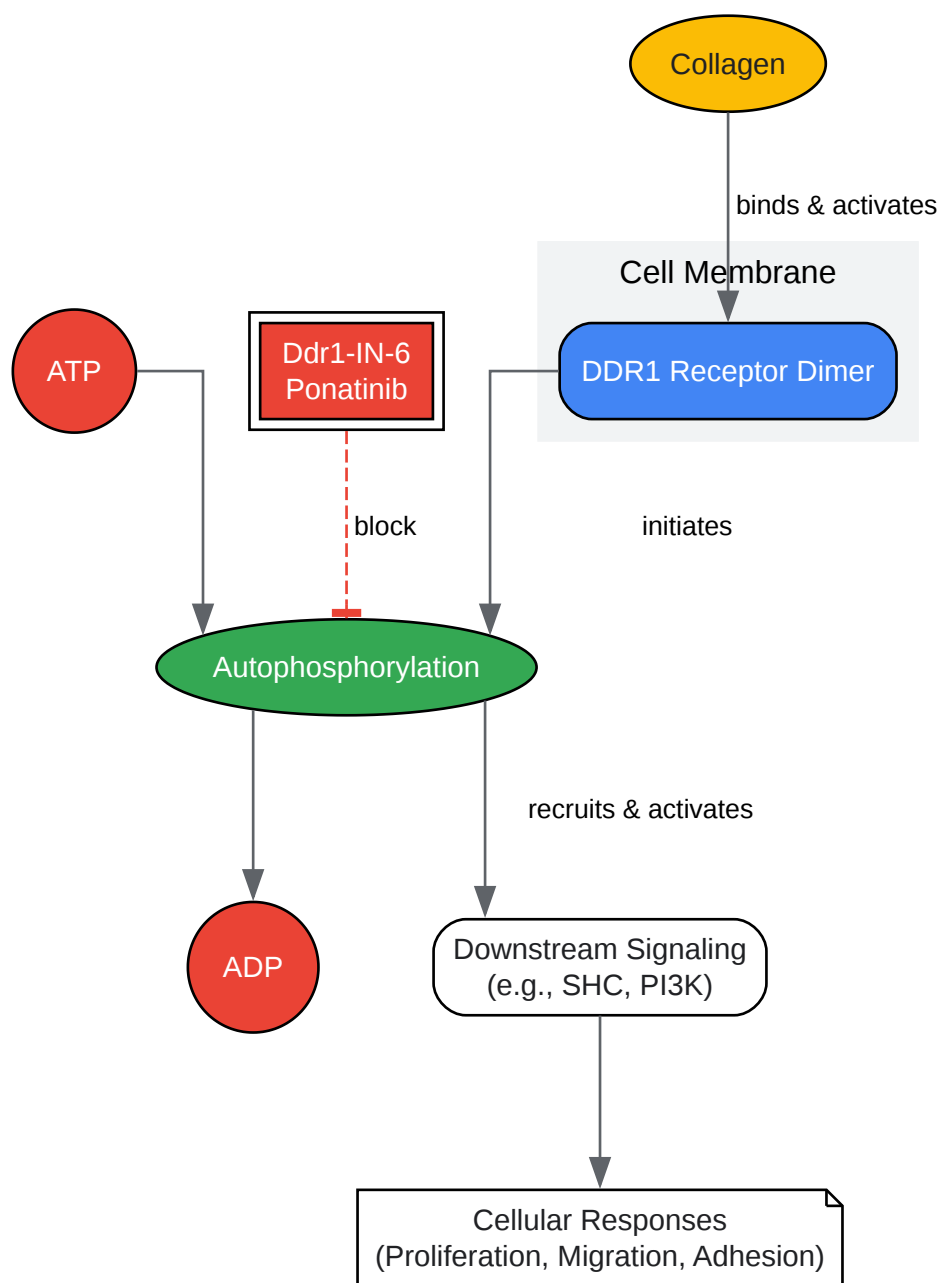 Collagen
binds & activates
Cell Membrane
ATP
Ddr1-IN-6
Ponatinib
DDR1 Receptor Dimer
block
initiates
Autophosphorylation
recruits & activates
ADP
Downstream Signaling
(e.g., SHC, PI3K)
Cellular Responses
(Proliferation, Migration, Adhesion)